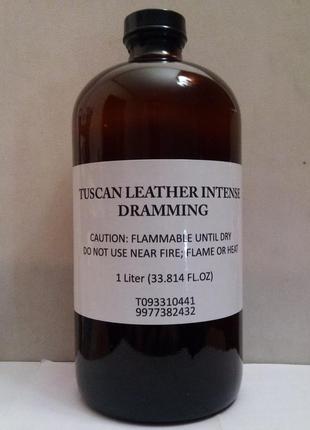 TUSCAN LEATHER INTENSE
DRAMMING
CAUTION: FLAMMABLE UNTIL DRY
DO NOT USE NEAR FIRE; FLAME OR HEAT
1 Liter (33.814 FL.OZ)
T093310441
9977382432